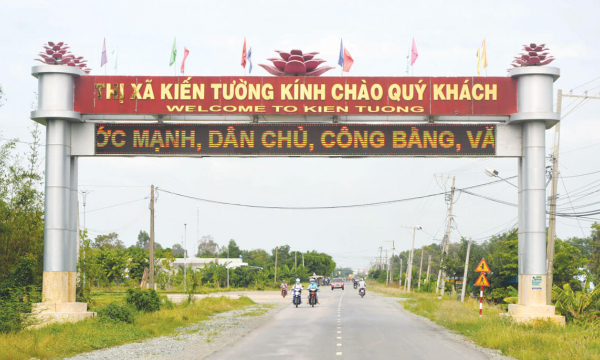 THỊ XÃ KIẾN TƯỜNG KÍNH CHÀO QUÝ KHÁCH
WELCOME TO KIEN TUONG
ỚC MẠNH, DÂN CHỦ, CÔNG BẰNG, VĂ